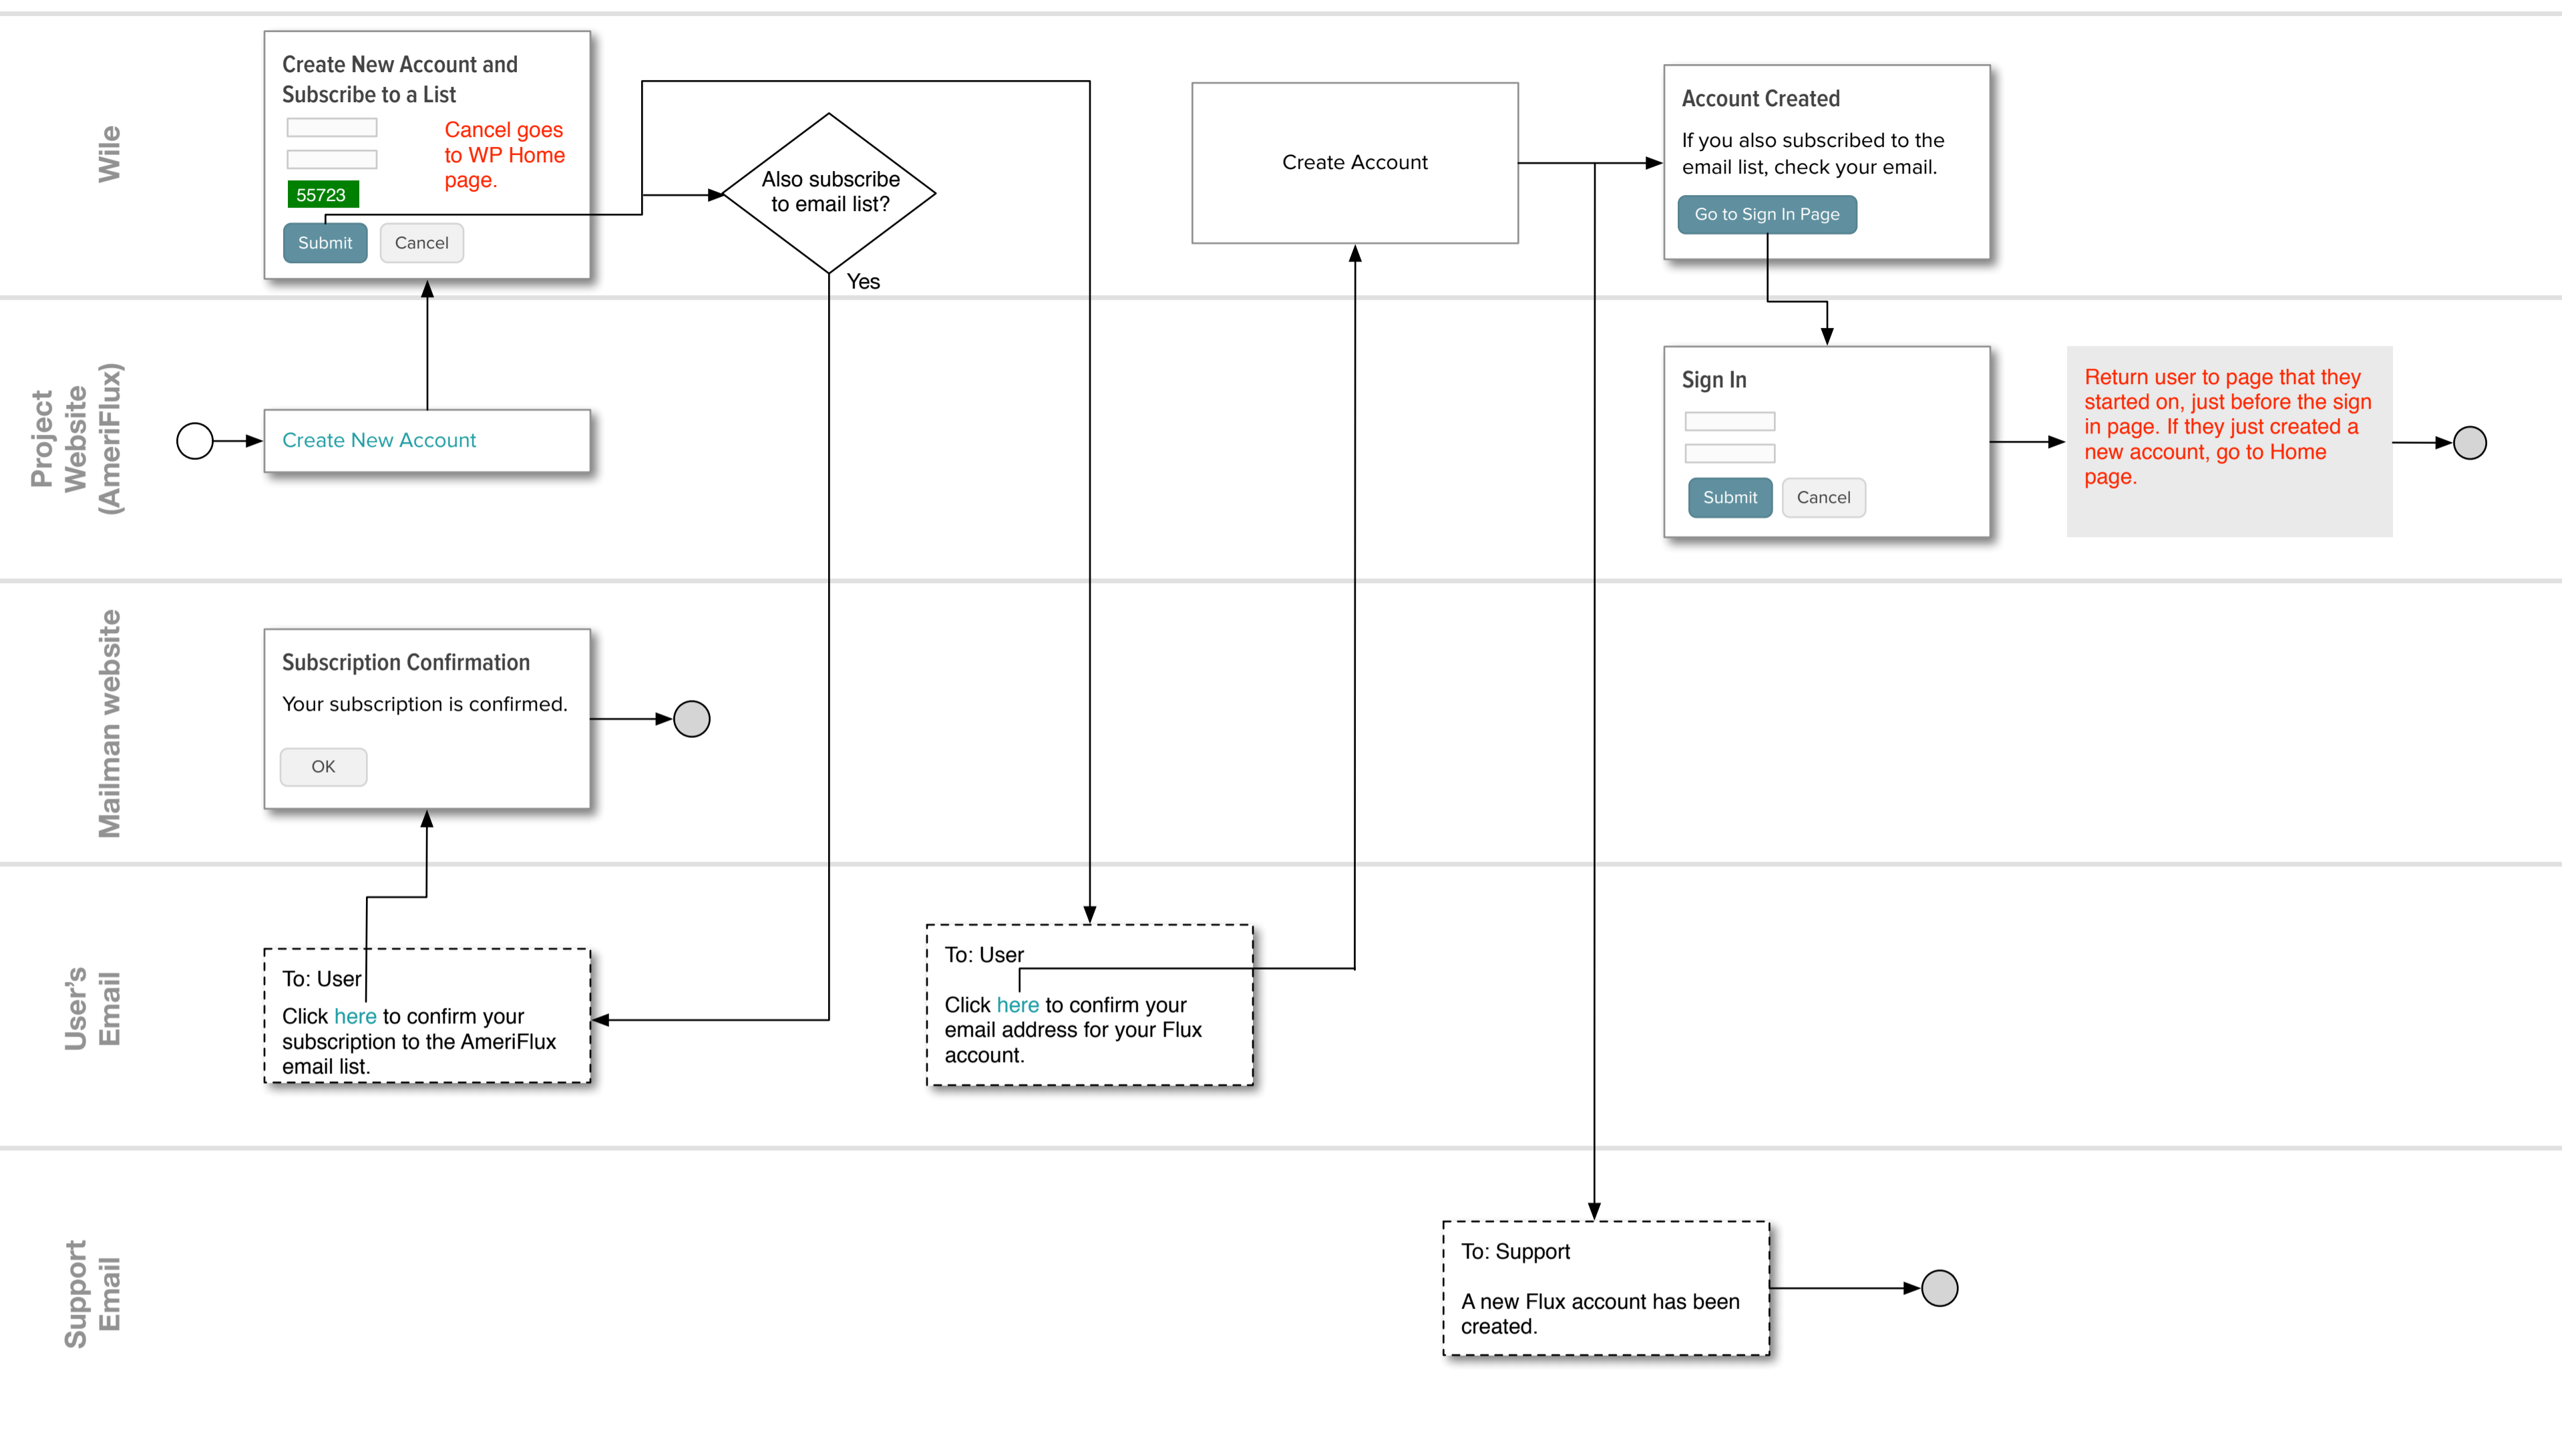 Wile
Create New Account and
Subscribe to a List
Cancel goes
to WP Home
page.
55723
Submit
Cancel
Also subscribe
to email list?
Yes
Create Account
Account Created
If you also subscribed to the
email list, check your email.
Go to Sign In Page
Project
Website
(AmeriFlux)
Create New Account
Sign In
Submit
Cancel
Return user to page that they
started on, just before the sign
in page. If they just created a
new account, go to Home
page.
Mailman website
Subscription Confirmation
Your subscription is confirmed.
OK
User's
Email
To: User
Click here to confirm your
subscription to the AmeriFlux
email list.
To: User
Click here to confirm your
email address for your Flux
account.
Support
Email
To: Support
A new Flux account has been
created.